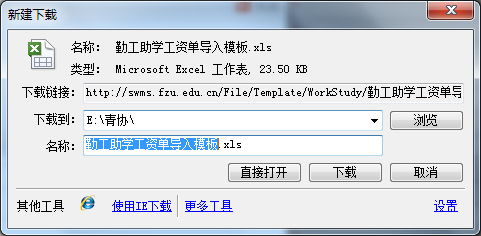 新建下载
名称: 勤工助学工资单导入模板.xls
类型: Microsoft Excel 工作表, 23.50 KB
下载链接: http://swms.fzu.edu.cn/File/Template/WorkStudy/勤工助学工资单导
下载到: E:\青协\ 浏览
名称: 勤工助学工资单导入模板.xls
直接打开 下载 取消
其他工具 使用IE下载 更多工具 设置